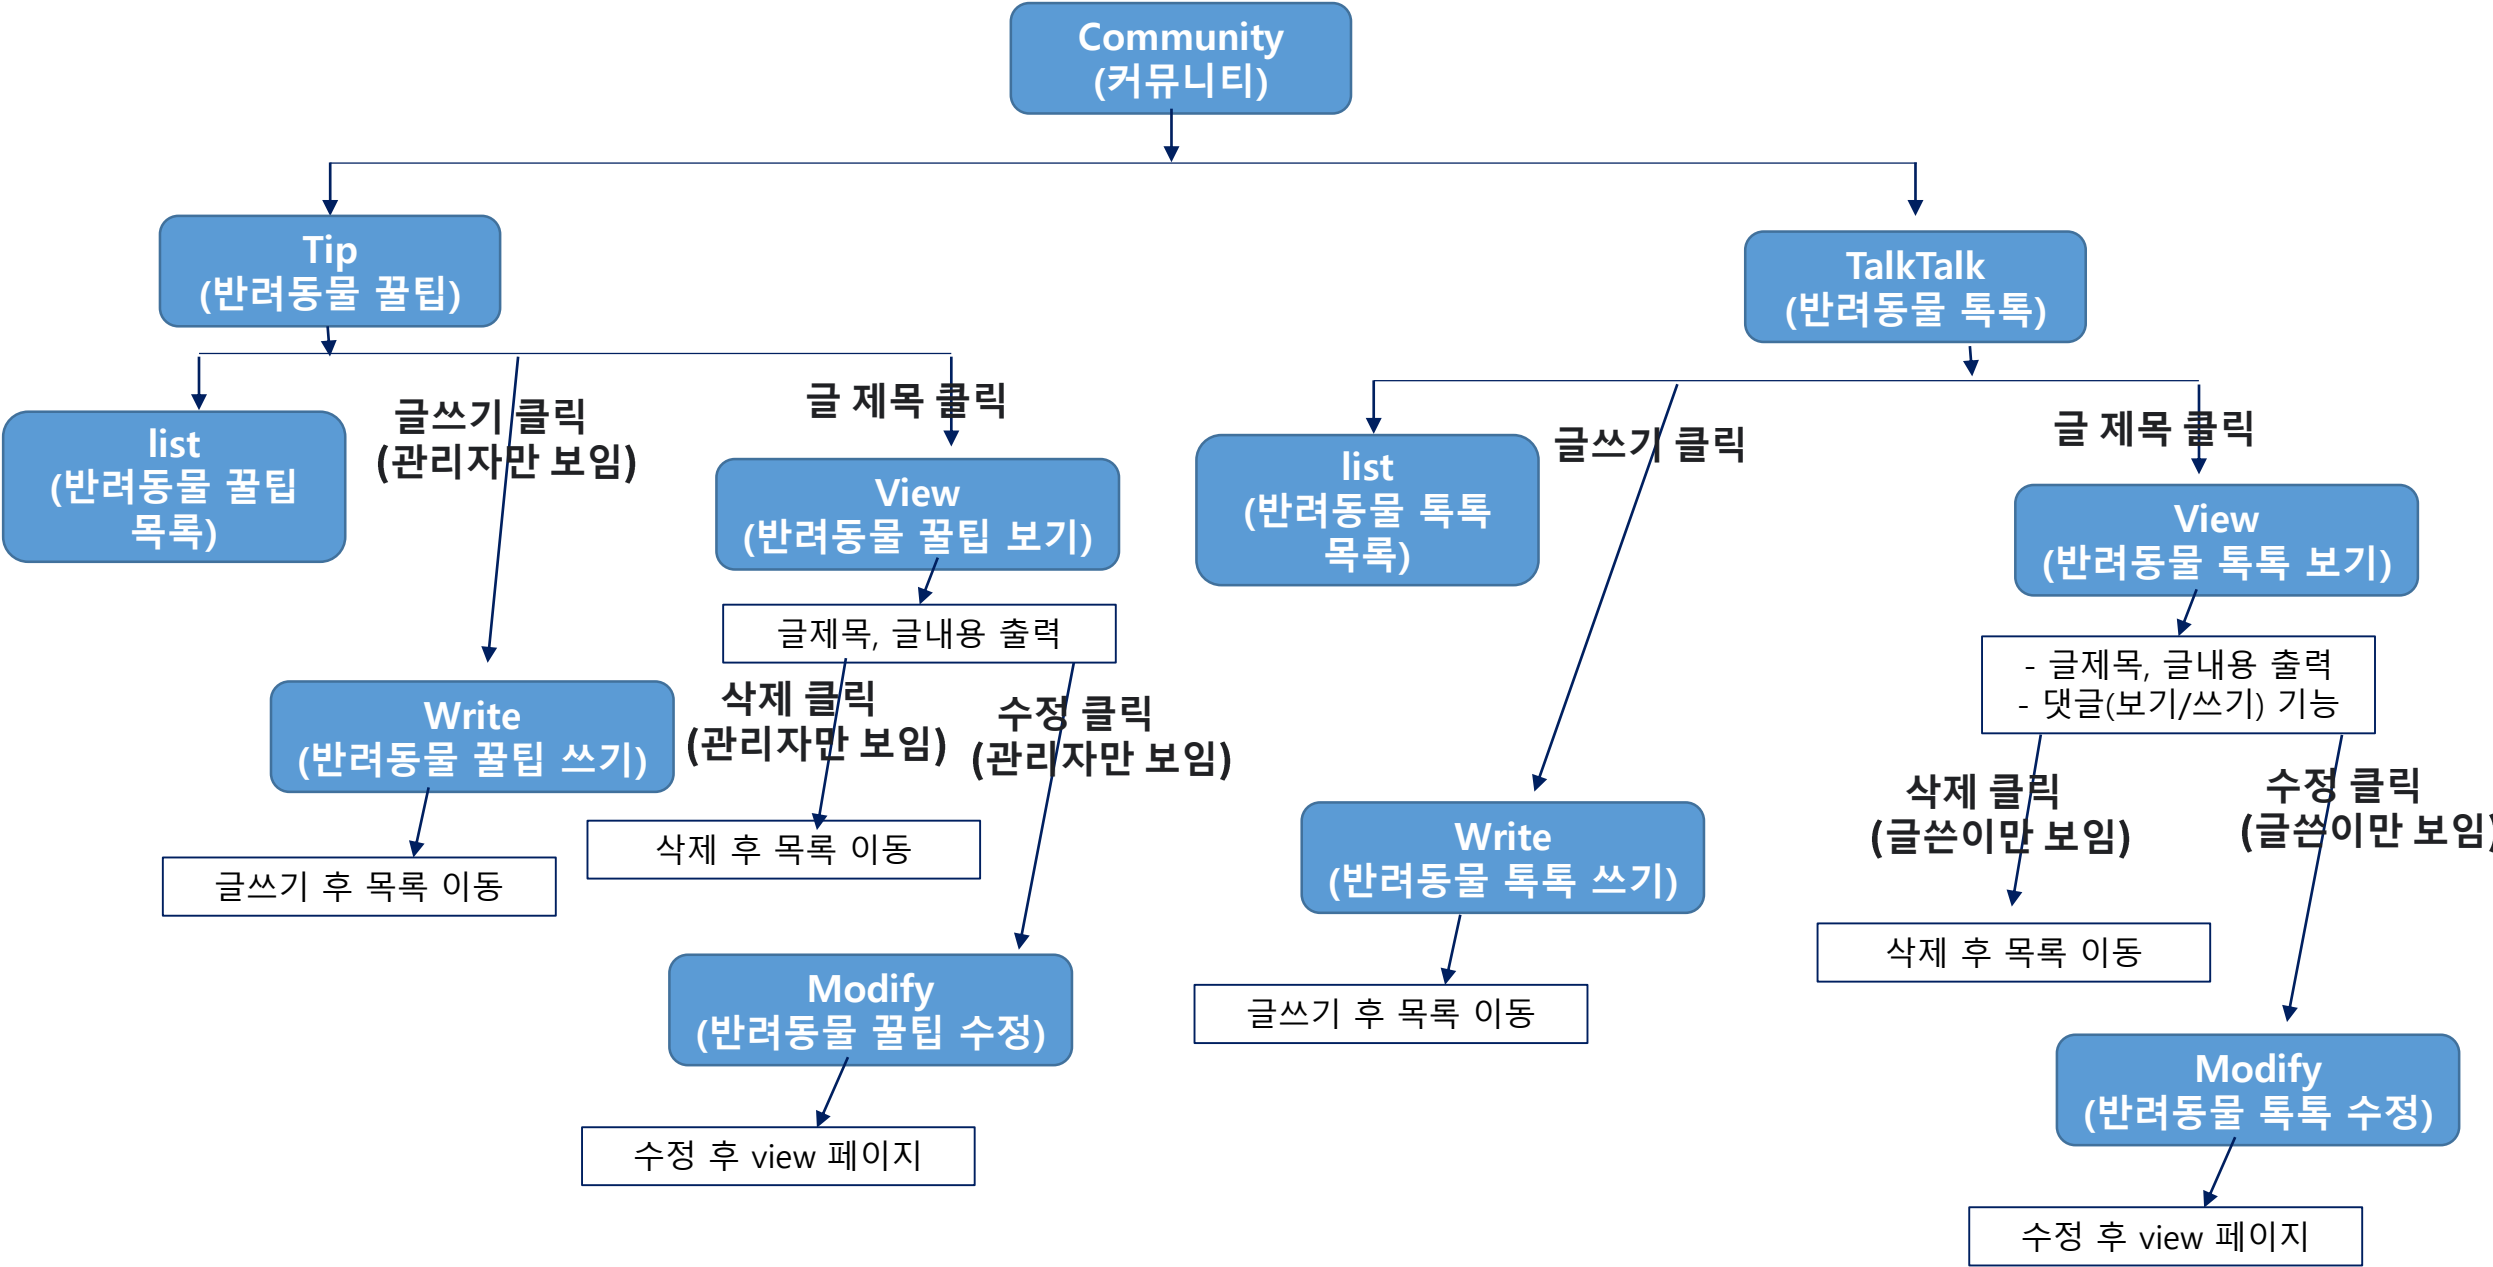 Community
(커뮤니티)
Tip
(반려동물 꿀팁)
TalkTalk
(반려동물 톡톡)
list
(반려동물 꿀팁
목록)
글쓰기 클릭
(관리자만 보임)
글 제목 클릭
View
(반려동물 꿀팁 보기)
글제목, 글내용 출력
삭제 클릭
(관리자만 보임)
수정 클릭
(관리자만 보임)
Write
(반려동물 꿀팁 쓰기)
글쓰기 후 목록 이동
삭제 후 목록 이동
Modify
(반려동물 꿀팁 수정)
수정 후 view 페이지
list
(반려동물 톡톡
목록)
글쓰기 클릭
글 제목 클릭
View
(반려동물 톡톡 보기)
- 글제목, 글내용 출력
- 댓글(보기/쓰기) 기능
삭제 클릭
(글쓴이만 보임)
수정 클릭
(글쓴이만 보임)
Write
(반려동물 톡톡 쓰기)
글쓰기 후 목록 이동
삭제 후 목록 이동
Modify
(반려동물 톡톡 수정)
수정 후 view 페이지